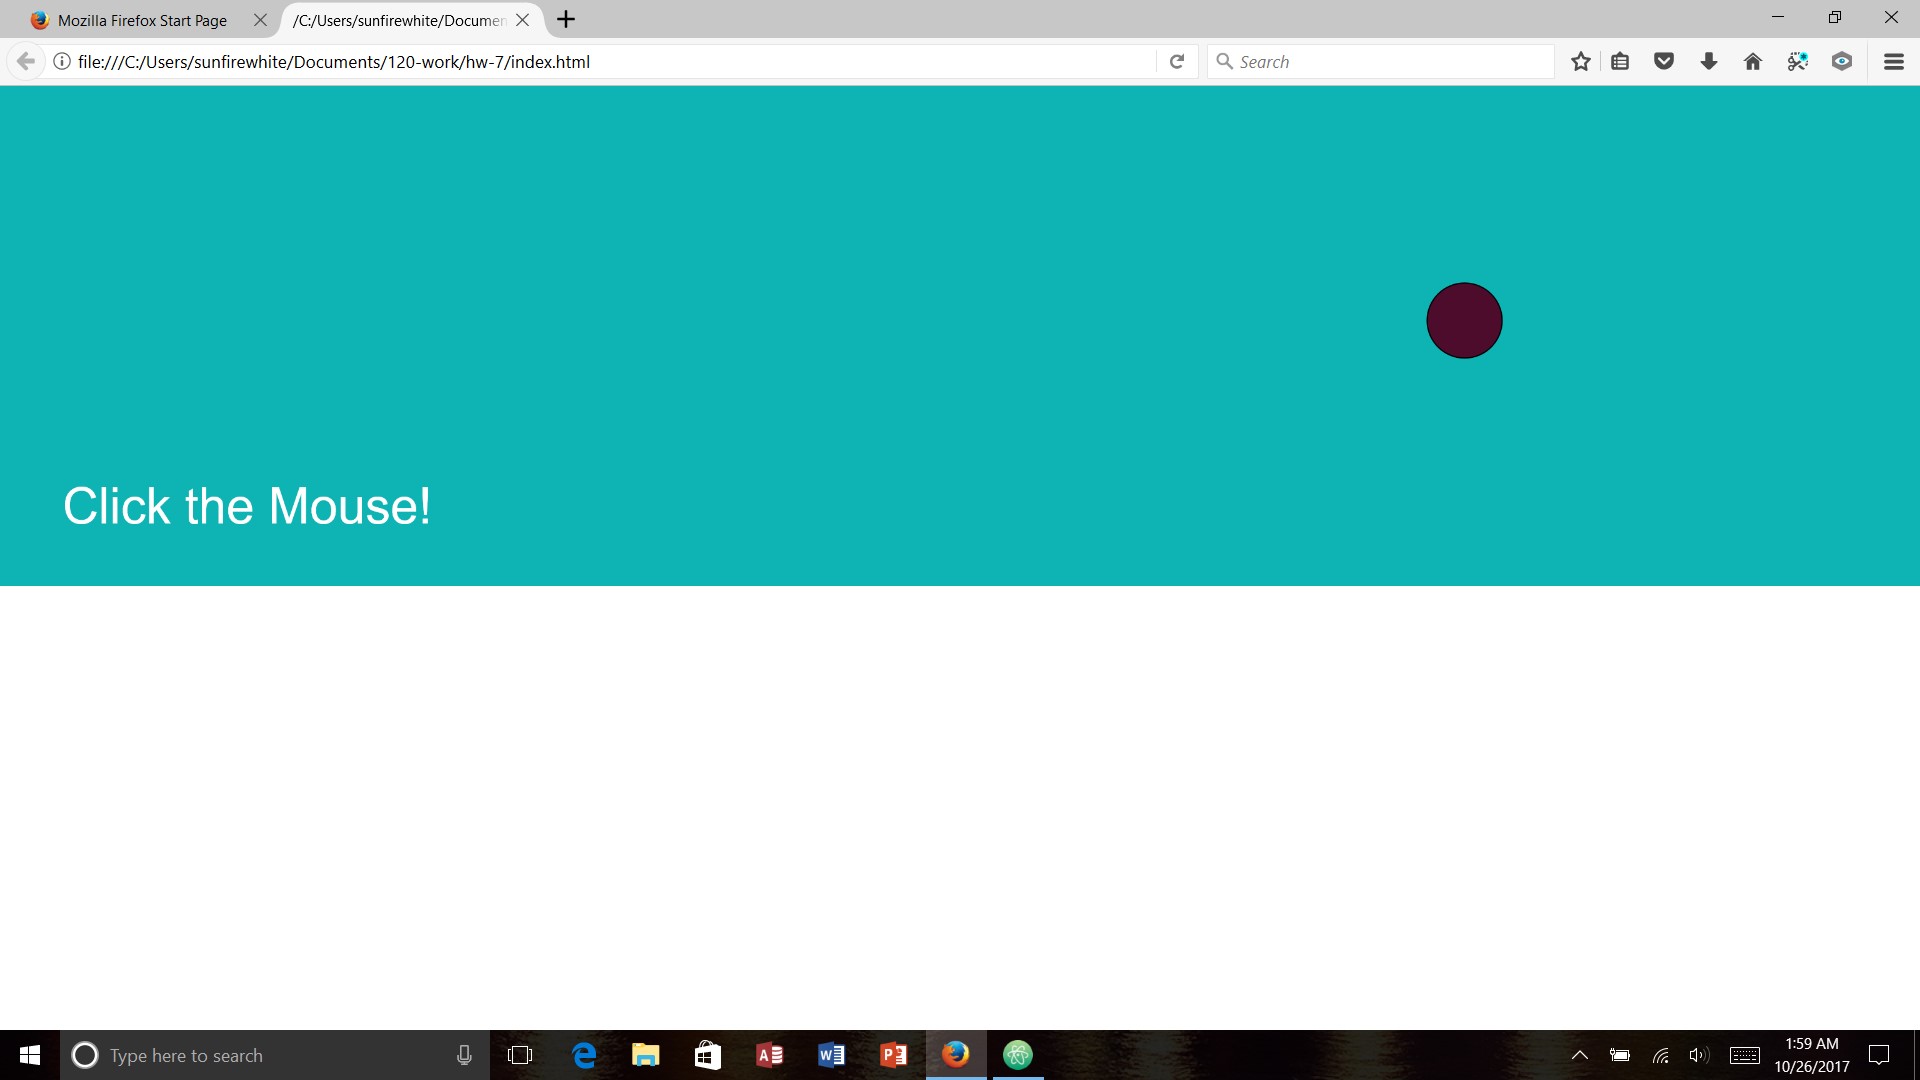 Mozilla Firefox Start Page
/C:/Users/sunfirewhite/Documen
file:///C:/Users/sunfirewhite/Documents/120-work/hw-7/index.html
Search
Click the Mouse!
Type here to search
1:59 AM
10/26/2017